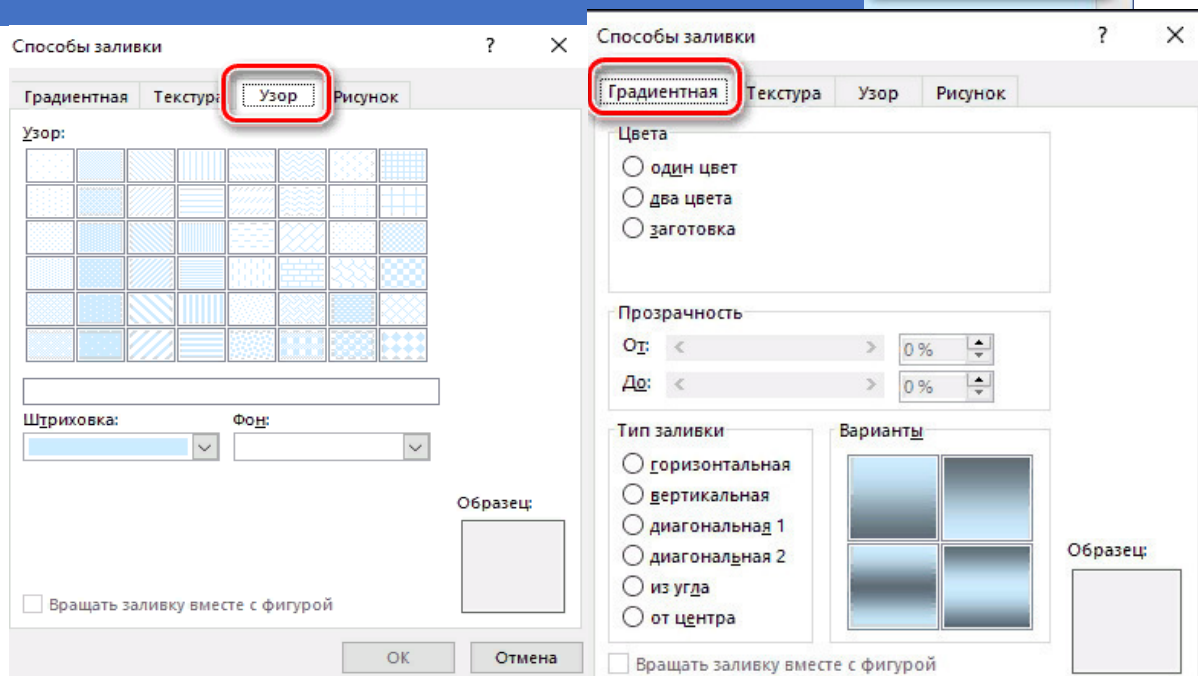 Способы заливки ?
Градиентная Текстура Узор Рисунок
Узор:
Штриховка: Фон:
Образец:
Вращать заливку вместе с фигурой
ОК Отмена
Способы заливки ?
Градиентная Текстура Узор Рисунок
Цвета
один цвет
два цвета
заготовка
Прозрачность
От: 0 %
До: 0 %
Тип заливки Варианты
горизонтальная
вертикальная
диагональная 1
диагональная 2
из угла
от центра
Образец:
Вращать заливку вместе с фигурой